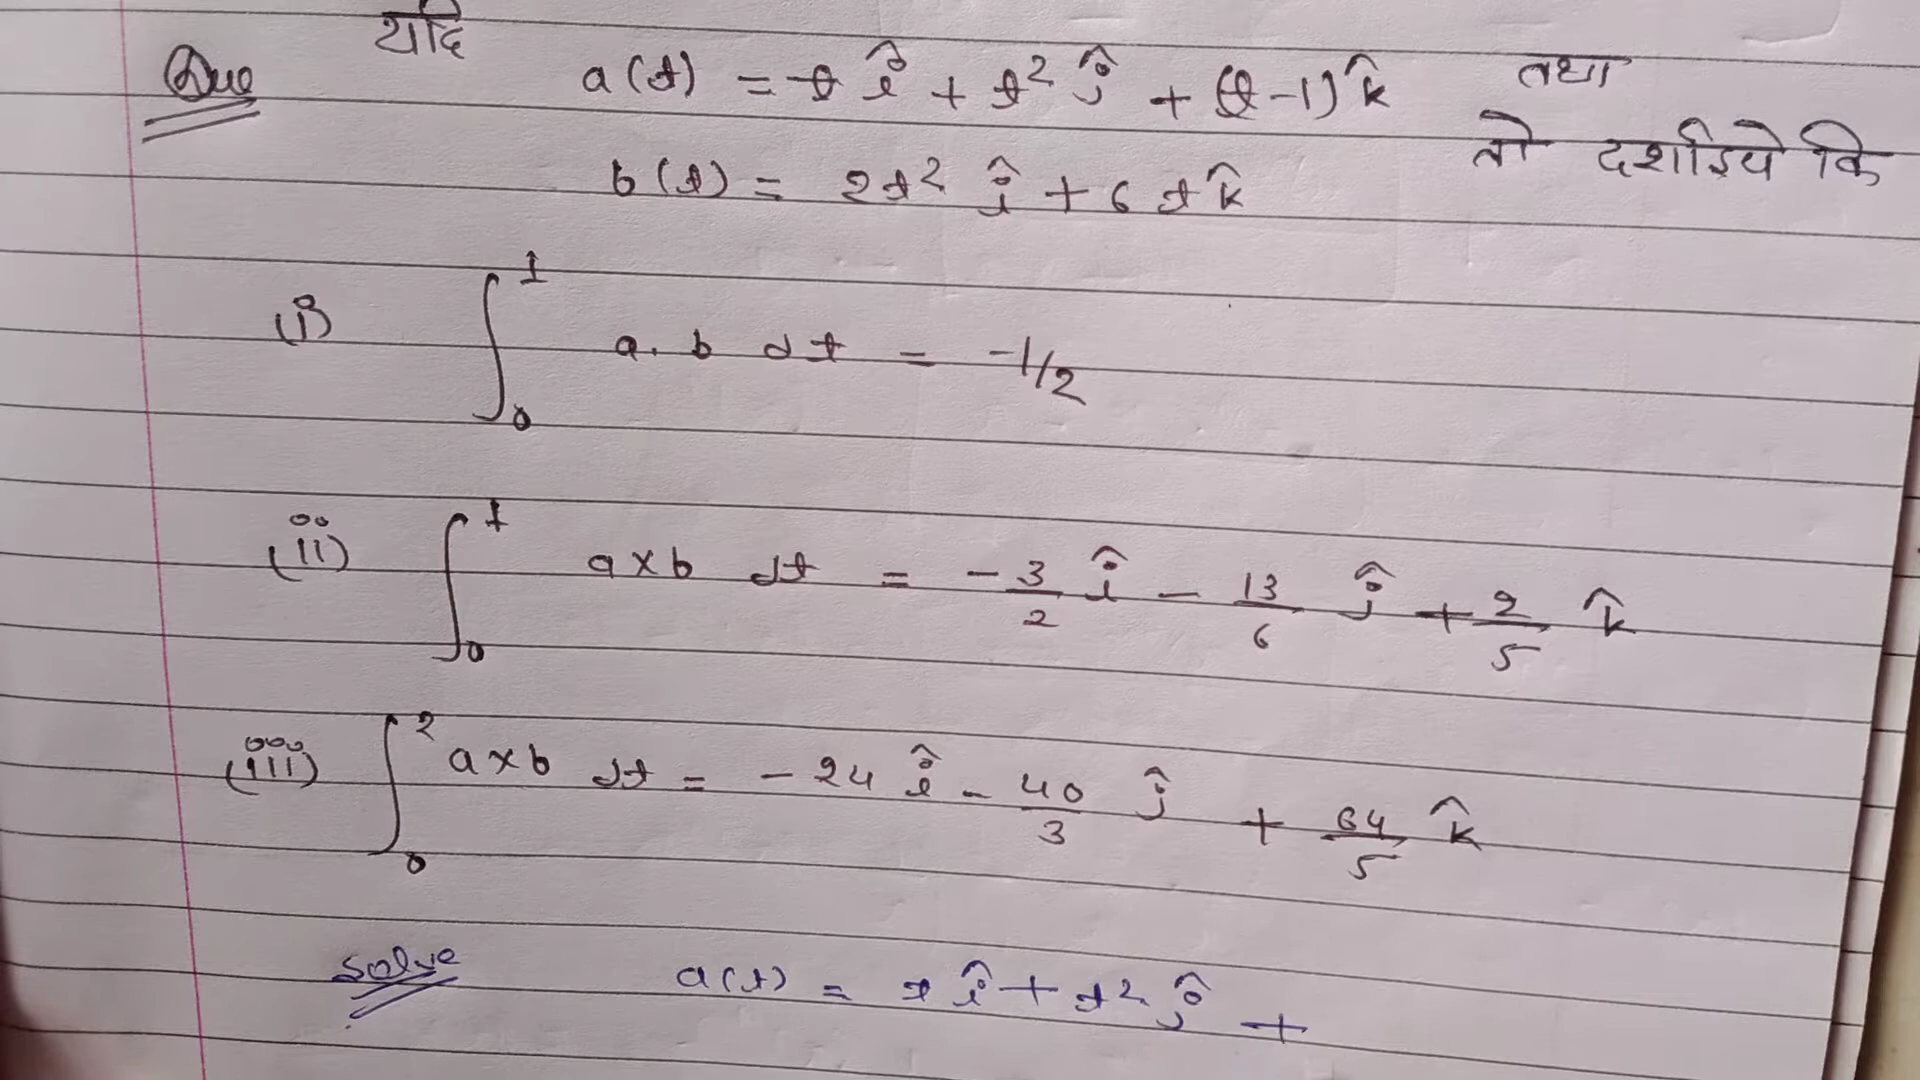 यदि
Que a(t) = t î + t² ĵ + (t-1) k̂ तथा
b(t) = 2t² î + 6 t k̂ तो दर्शाइये कि
(i) ∫₀¹ a. b dt = -1/2
(ii) ∫₀¹ a×b dt = - 3/2 î - 13/6 ĵ + 2/5 k̂
(iii) ∫₀² a×b dt = - 24 î - 40/3 ĵ + 64/5 k̂
Solve a(t) = t î + t² ĵ +